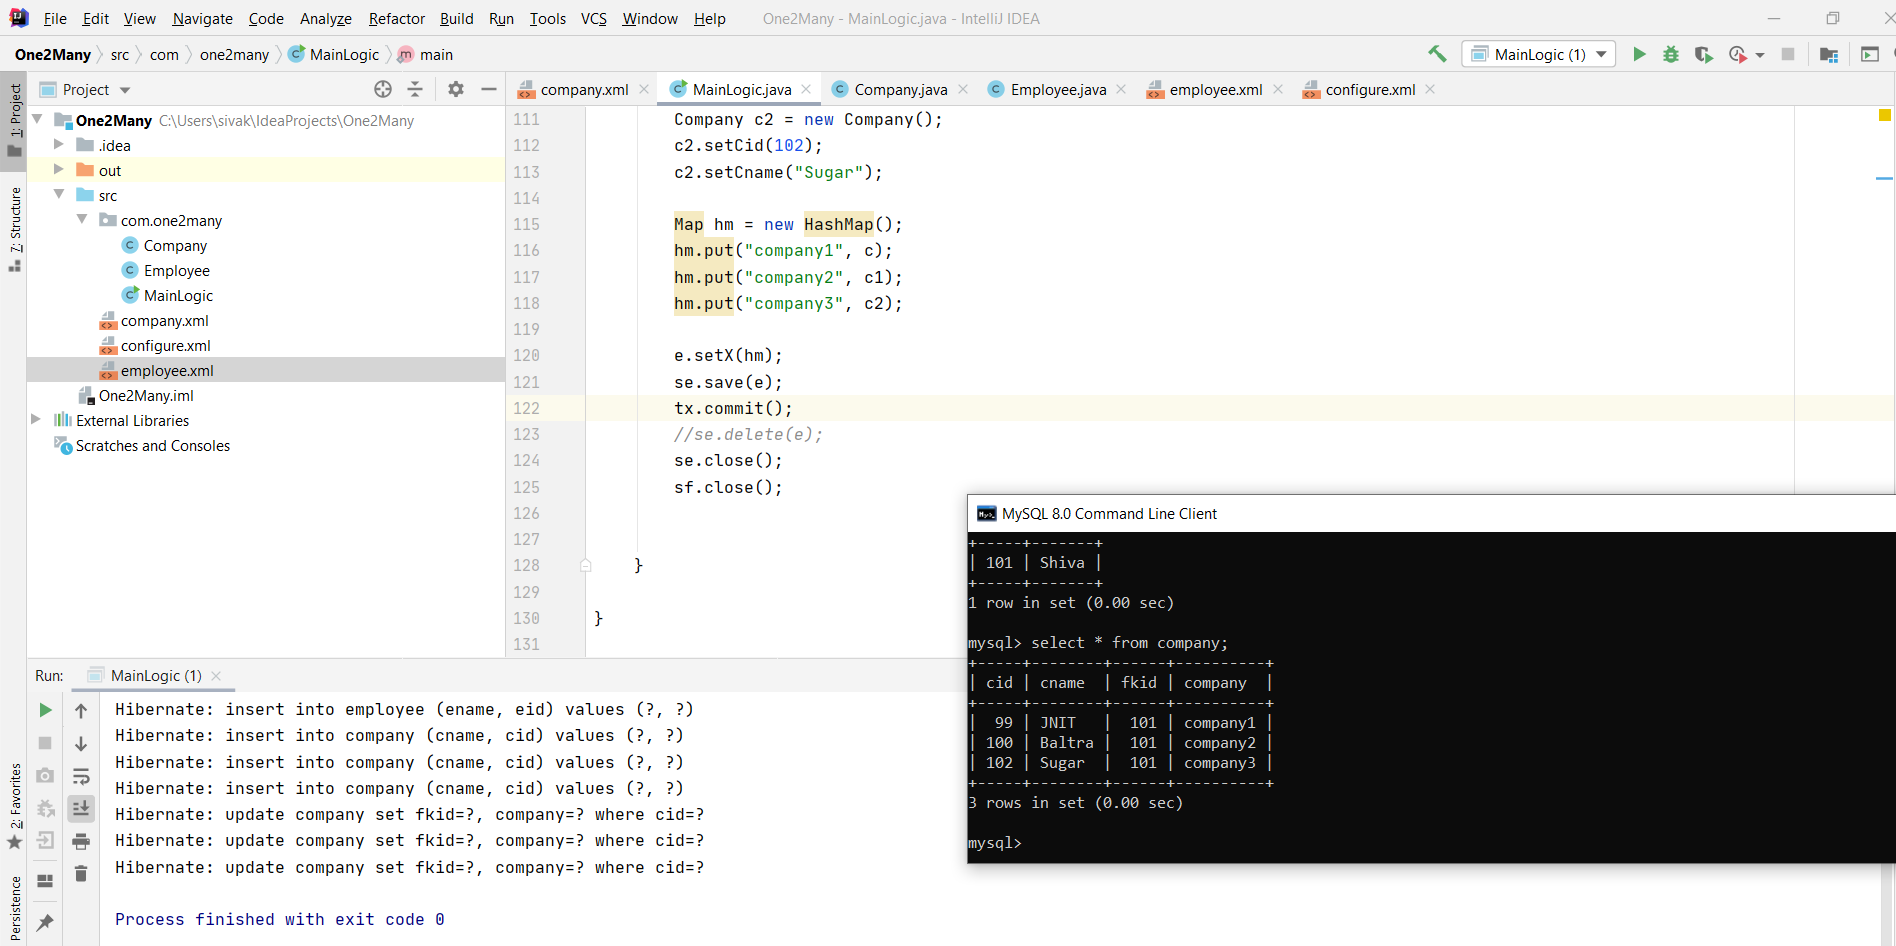 File Edit View Navigate Code Analyze Refactor Build Run Tools VCS Window Help One2Many - MainLogic.java - IntelliJ IDEA
One2Many src com one2many MainLogic main MainLogic (1)
Project company.xml MainLogic.java Company.java Employee.java employee.xml configure.xml
1: Project
7: Structure
2: Favorites
Persistence
One2Many C:\Users\sivak\IdeaProjects\One2Many
.idea
out
src
com.one2many
Company
Employee
MainLogic
company.xml
configure.xml
employee.xml
One2Many.iml
External Libraries
Scratches and Consoles
111 Company c2 = new Company();
112 c2.setCid(102);
113 c2.setCname("Sugar");
114
115 Map hm = new HashMap();
116 hm.put("company1", c);
117 hm.put("company2", c1);
118 hm.put("company3", c2);
119
120 e.setX(hm);
121 se.save(e);
122 tx.commit();
123 //se.delete(e);
124 se.close();
125 sf.close();
126
127
128 }
129
130 }
131
Run: MainLogic (1)
Hibernate: insert into employee (ename, eid) values (?, ?)
Hibernate: insert into company (cname, cid) values (?, ?)
Hibernate: insert into company (cname, cid) values (?, ?)
Hibernate: insert into company (cname, cid) values (?, ?)
Hibernate: update company set fkid=?, company=? where cid=?
Hibernate: update company set fkid=?, company=? where cid=?
Hibernate: update company set fkid=?, company=? where cid=?
Process finished with exit code 0
MySQL 8.0 Command Line Client
+-----+-------+
| 101 | Shiva |
+-----+-------+
1 row in set (0.00 sec)
mysql> select * from company;
+-----+--------+------+----------+
| cid | cname  | fkid | company  |
+-----+--------+------+----------+
|  99 | JNIT   |  101 | company1 |
| 100 | Baltra |  101 | company2 |
| 102 | Sugar  |  101 | company3 |
+-----+--------+------+----------+
3 rows in set (0.00 sec)
mysql>